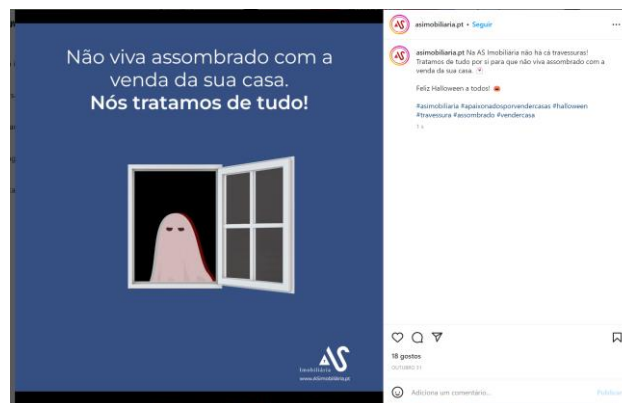 Não viva assombrado com a
venda da sua casa.
Nós tratamos de tudo!
AS
Imobiliária
www.ASimobiliária.pt
asimobiliaria.pt • Seguir
asimobiliaria.pt Na AS Imobiliária não há cá travessuras!
Tratamos de tudo por si para que não viva assombrado com a
venda da sua casa.
Feliz Halloween a todos!
#asimobiliaria #apaixonadosporvendercasas #halloween
#travessura #assombrado #vendercasa
18 gostos
OUTUBRO 31
Adiciona um comentário...
Publicar